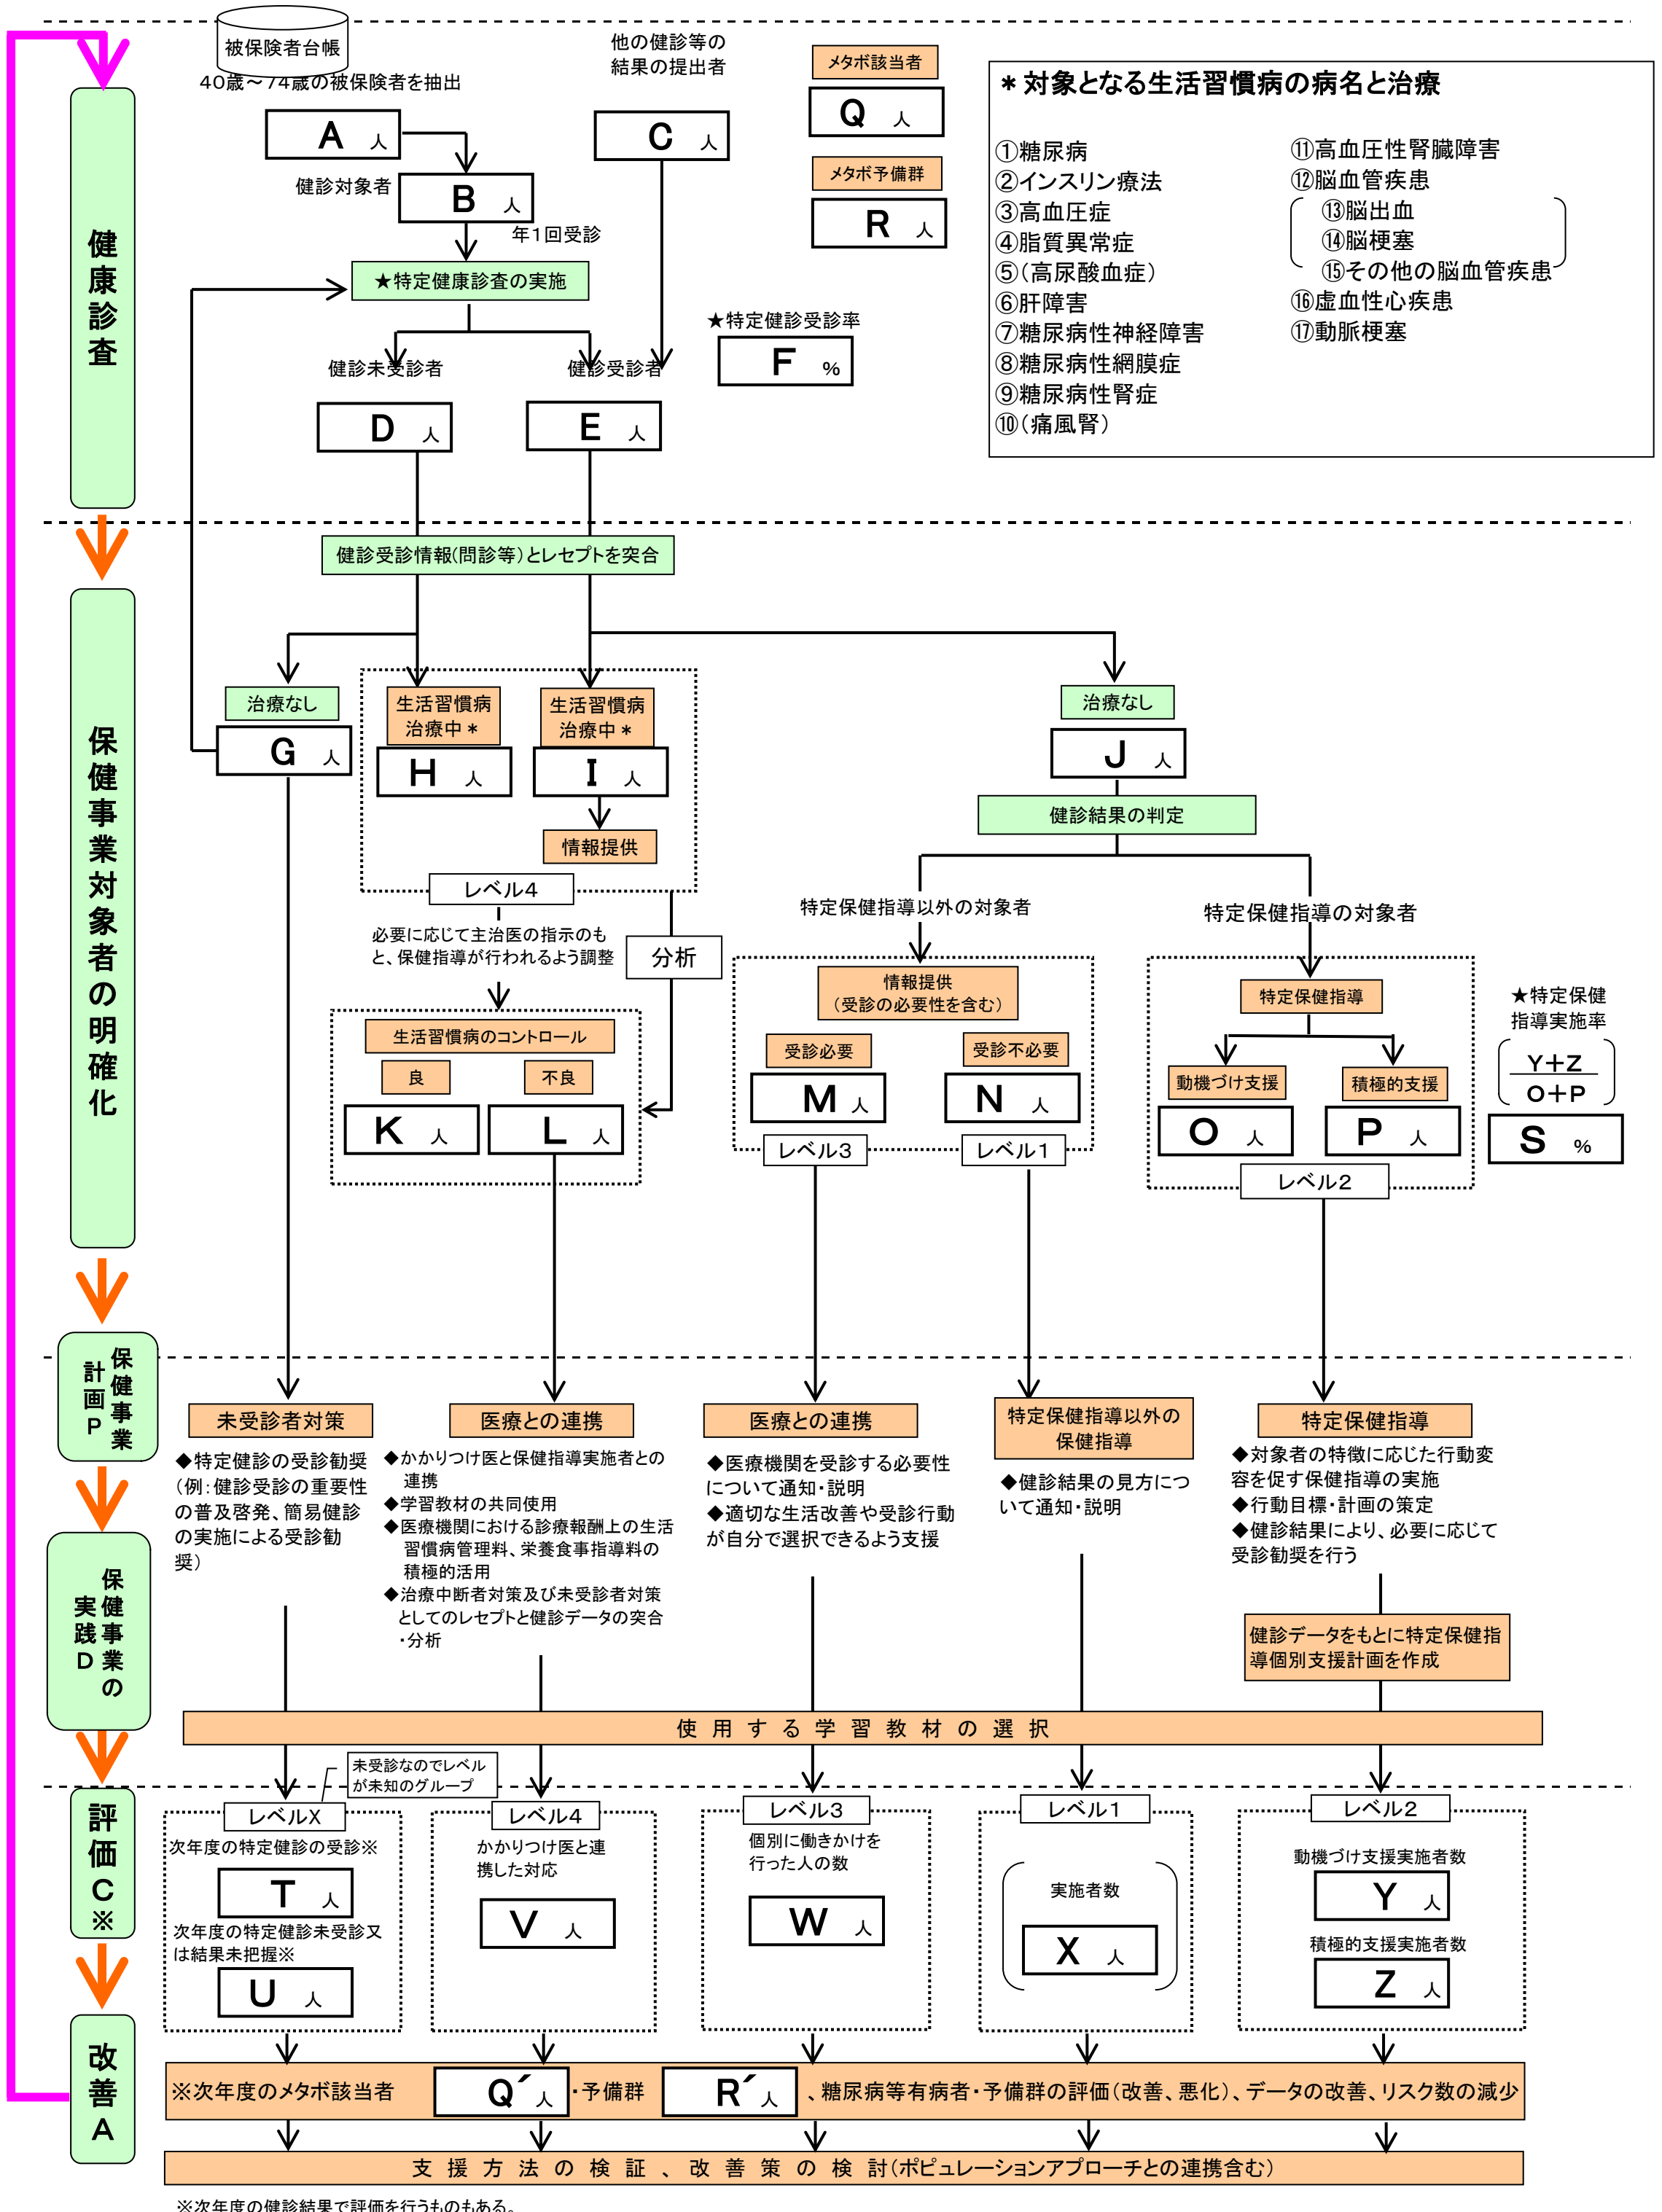 被保険者台帳
40歳～74歳の被保険者を抽出
A 人
健診対象者
B 人
年1回受診
他の健診等の
結果の提出者
C 人
メタボ該当者
Q 人
メタボ予備群
R 人
*対象となる生活習慣病の病名と治療
①糖尿病
②インスリン療法
③高血圧症
④脂質異常症
⑤(高尿酸血症)
⑥肝障害
⑦糖尿病性神経障害
⑧糖尿病性網膜症
⑨糖尿病性腎症
⑩(痛風腎)
⑪高血圧性腎臓障害
⑫脳血管疾患
⑬脳出血
⑭脳梗塞
⑮その他の脳血管疾患
⑯虚血性心疾患
⑰動脈梗塞
健康診査
★特定健康診査の実施
★特定健診受診率
F %
健診未受診者
健診受診者
D 人
E 人
健診受診情報(問診等)とレセプトを突合
保健事業対象者の明確化
治療なし
G 人
生活習慣病
治療中*
H 人
生活習慣病
治療中*
I 人
情報提供
レベル4
治療なし
J 人
健診結果の判定
必要に応じて主治医の指示のも
と、保健指導が行われるよう調整
分析
特定保健指導以外の対象者
特定保健指導の対象者
生活習慣病のコントロール
良
不良
K 人
L 人
情報提供
(受診の必要性を含む)
受診必要
受診不必要
M 人
N 人
レベル3
レベル1
特定保健指導
動機づけ支援
積極的支援
O 人
P 人
レベル2
★特定保健
指導実施率
Y+Z
O+P
S %
保健事業
計画P
未受診者対策
◆特定健診の受診勧奨
(例:健診受診の重要性
の普及啓発、簡易健診
の実施による受診勧
奨)
医療との連携
◆かかりつけ医と保健指導実施者との
連携
◆学習教材の共同使用
◆医療機関における診療報酬上の生活
習慣病管理料、栄養食事指導料の
積極的活用
◆治療中断者対策及び未受診者対策
としてのレセプトと健診データの突合
・分析
医療との連携
◆医療機関を受診する必要性
について通知・説明
◆適切な生活改善や受診行動
が自分で選択できるよう支援
特定保健指導以外の
保健指導
◆健診結果の見方につ
いて通知・説明
特定保健指導
◆対象者の特徴に応じた行動変
容を促す保健指導の実施
◆行動目標・計画の策定
◆健診結果により、必要に応じて
受診勧奨を行う
健診データをもとに特定保健指
導個別支援計画を作成
保健事業の
実践D
使用する学習教材の選択
未受診なのでレベル
が未知のグループ
評価C※
レベルX
次年度の特定健診の受診※
T 人
次年度の特定健診未受診又
は結果未把握※
U 人
レベル4
かかりつけ医と連
携した対応
V 人
レベル3
個別に働きかけを
行った人の数
W 人
レベル1
実施者数
X 人
レベル2
動機づけ支援実施者数
Y 人
積極的支援実施者数
Z 人
改善A
※次年度のメタボ該当者 Q´人・予備群 R´人、糖尿病等有病者・予備群の評価(改善、悪化)、データの改善、リスク数の減少
支援方法の検証、改善策の検討(ポピュレーションアプローチとの連携含む)
※次年度の健診結果で評価を行うものもある。